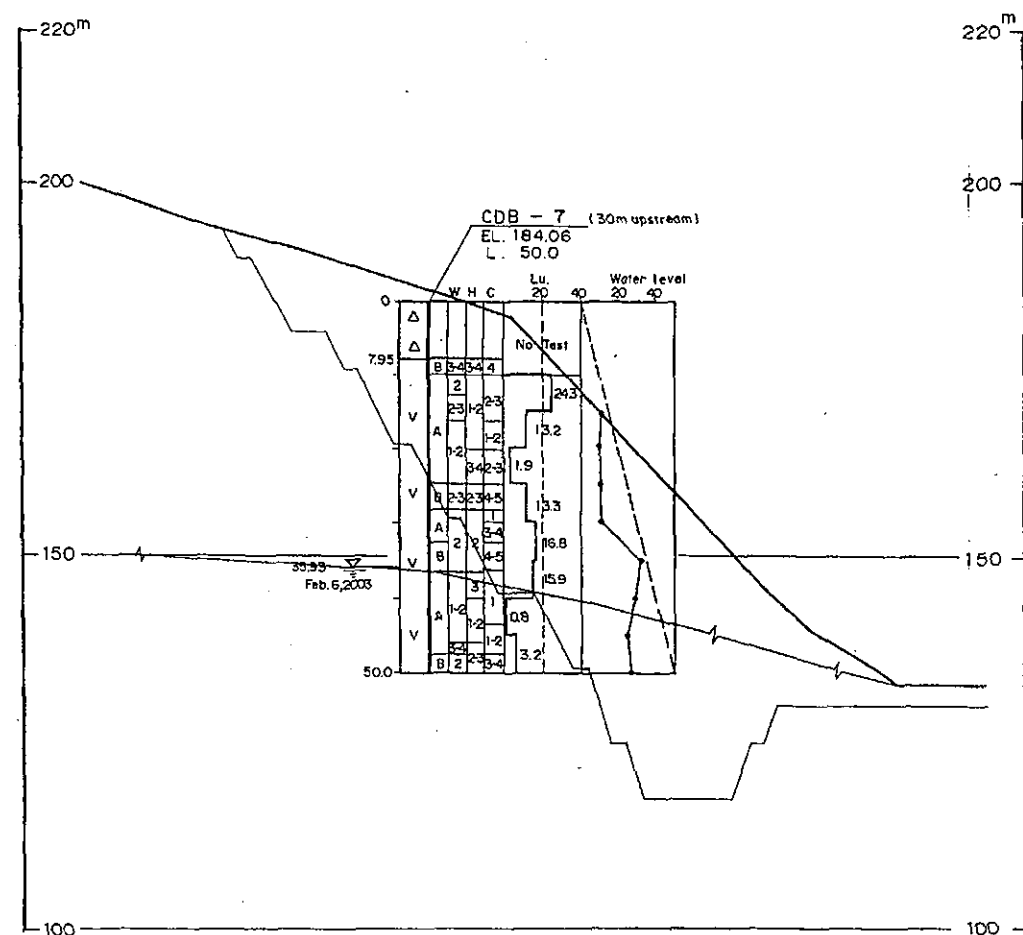 220m
220m
200
200
CDB - 7 (30m upstream)
EL. 184.06
L. 50.0
Lu. Water level
W H C 20 40 20 40
0
△
△
No Test
7.95
B 3-4 3-4 4
2
24.3
2-3 1-2 2-3
V 13.2
A 1-2
1-2
3-4 2-3 1.9
V B 2-3 2-3 4-5
13.3
1
A 3-4
2 2 16.8
B 4-5
150
150
V
35.99
Feb. 6, 2003
3 15.9
1
1-2
A 0.8
1-2
V 1-2
3-4 3.2
2-3
50.0 B 2 3-4
100
100